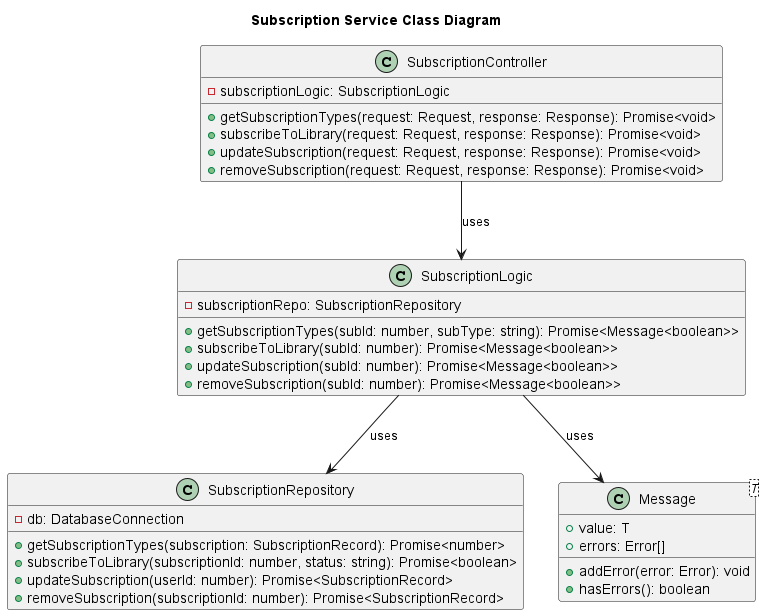 Subscription Service Class Diagram
C SubscriptionController
subscriptionLogic: SubscriptionLogic
getSubscriptionTypes(request: Request, response: Response): Promise<void>
subscribeToLibrary(request: Request, response: Response): Promise<void>
updateSubscription(request: Request, response: Response): Promise<void>
removeSubscription(request: Request, response: Response): Promise<void>
uses
C SubscriptionLogic
subscriptionRepo: SubscriptionRepository
getSubscriptionTypes(subId: number, subType: string): Promise<Message<boolean>>
subscribeToLibrary(subId: number): Promise<Message<boolean>>
updateSubscription(subId: number): Promise<Message<boolean>>
removeSubscription(subId: number): Promise<Message<boolean>>
uses
uses
C SubscriptionRepository
db: DatabaseConnection
getSubscriptionTypes(subscription: SubscriptionRecord): Promise<number>
subscribeToLibrary(subscriptionId: number, status: string): Promise<boolean>
updateSubscription(userId: number): Promise<SubscriptionRecord>
removeSubscription(subscriptionId: number): Promise<SubscriptionRecord>
T
C Message
value: T
errors: Error[]
addError(error: Error): void
hasErrors(): boolean